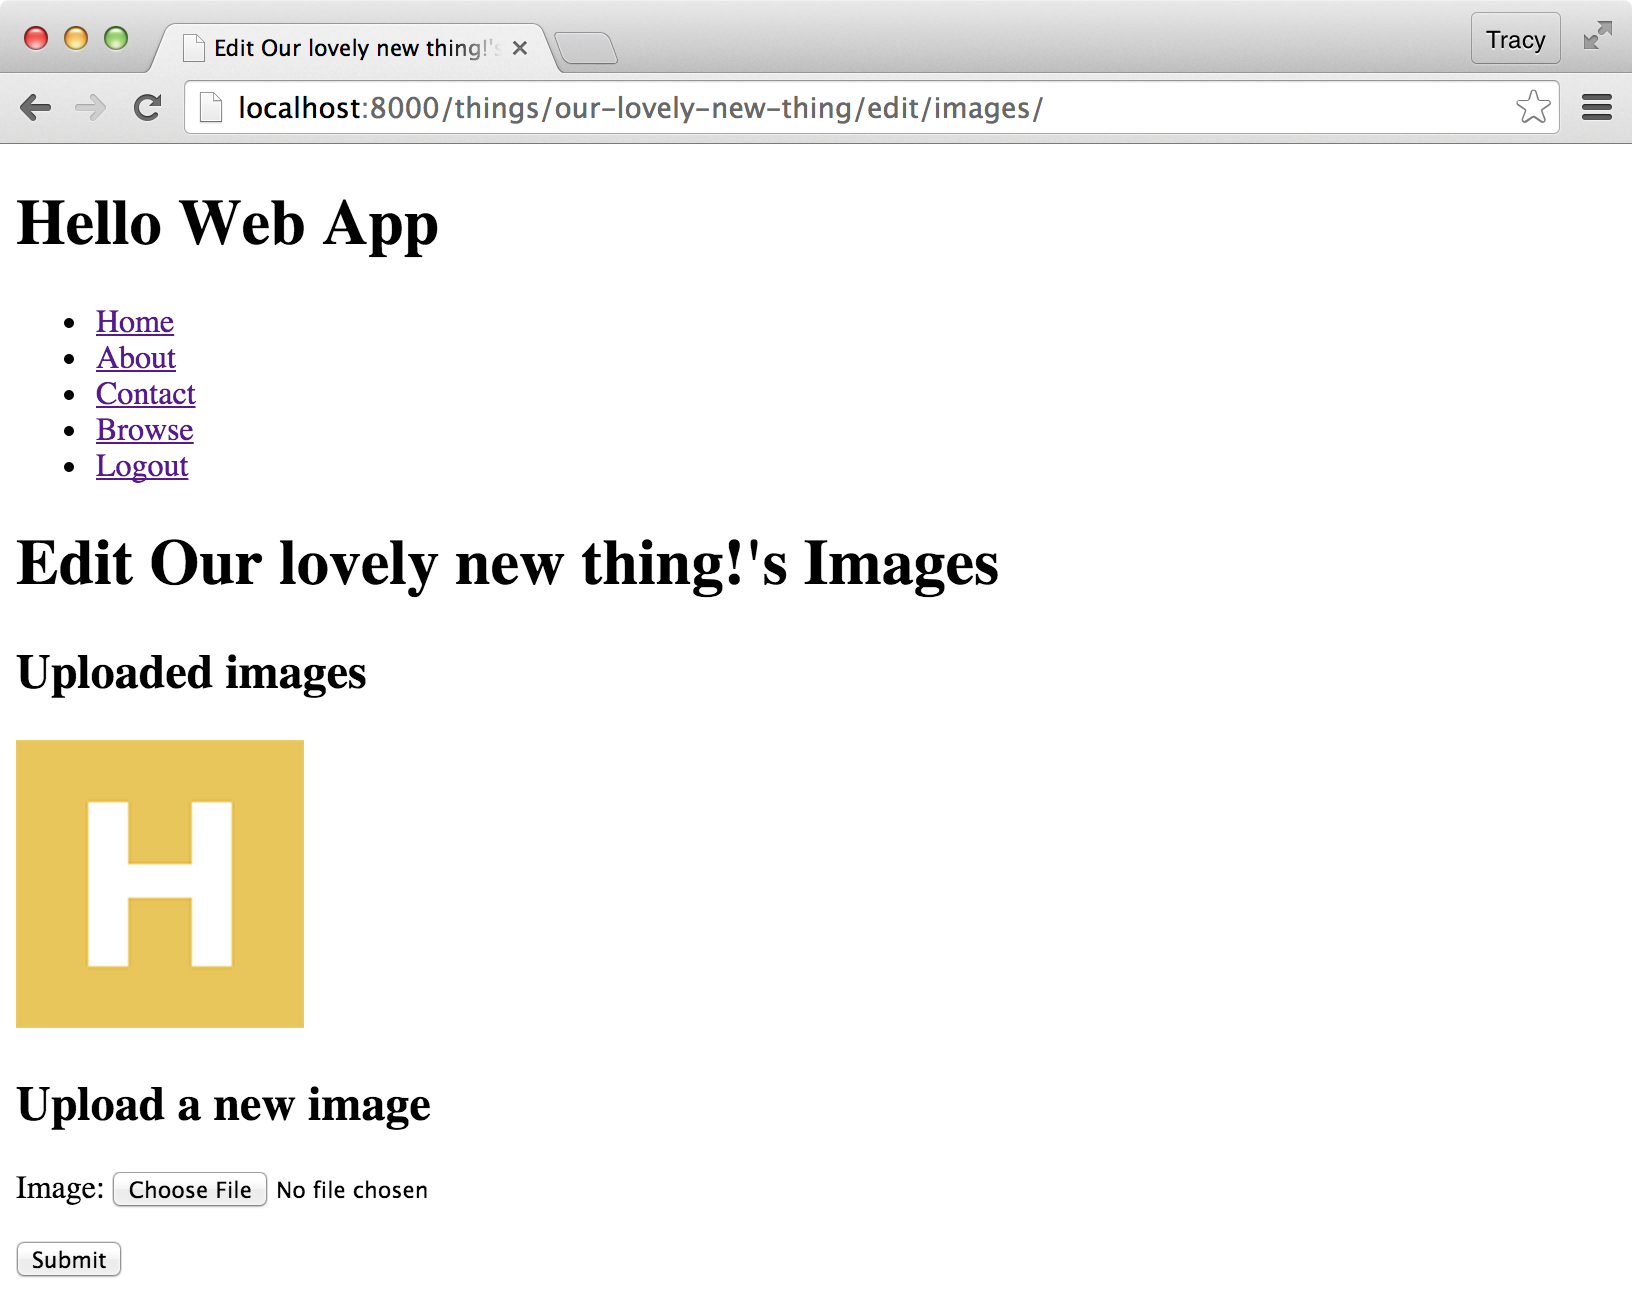 Edit Our lovely new thing!'s
Tracy
localhost:8000/things/our-lovely-new-thing/edit/images/
Hello Web App
Home
About
Contact
Browse
Logout
Edit Our lovely new thing!'s Images
Uploaded images
H
Upload a new image
Image: Choose File No file chosen
Submit